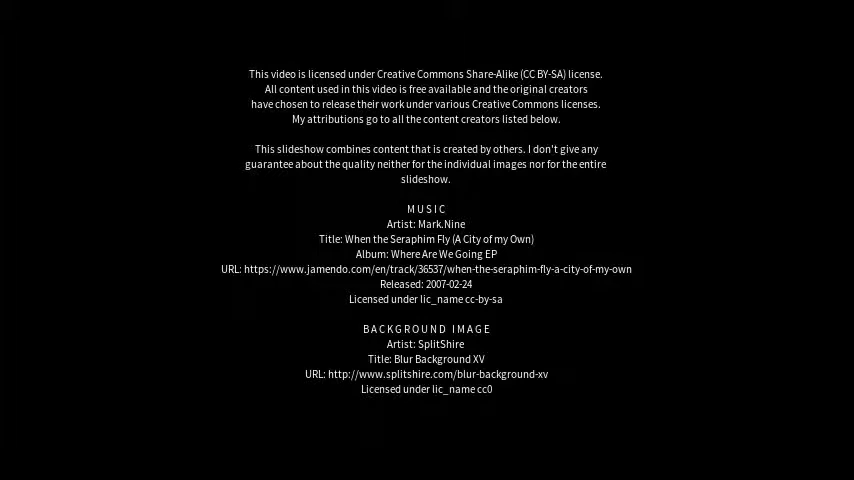 This video is licensed under Creative Commons Share-Alike (CC BY-SA) license.
All content used in this video is free available and the original creators
have chosen to release their work under various Creative Commons licenses.
My attributions go to all the content creators listed below.
This slideshow combines content that is created by others. I don't give any
guarantee about the quality neither for the individual images nor for the entire
slideshow.
MUSIC
Artist: Mark.Nine
Title: When the Seraphim Fly (A City of my Own)
Album: Where Are We Going EP
URL: https://www.jamendo.com/en/track/36537/when-the-seraphim-fly-a-city-of-my-own
Released: 2007-02-24
Licensed under lic_name cc-by-sa
BACKGROUND IMAGE
Artist: SplitShire
Title: Blur Background XV
URL: http://www.splitshire.com/blur-background-xv
Licensed under lic_name cc0